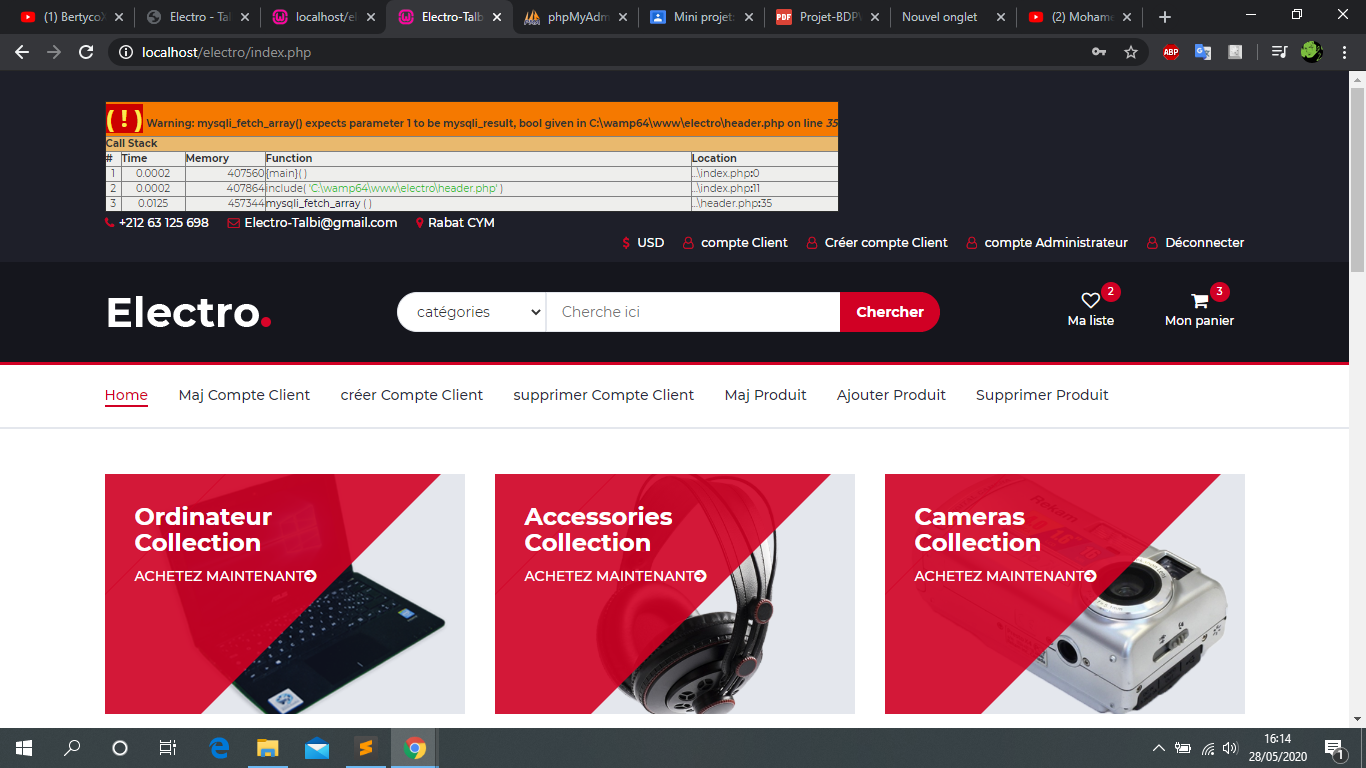 (1) BertycoX
Electro - Talb
localhost/el
Electro-Talb
phpMyAdm
Mini projet:
Projet-BDPW
Nouvel onglet
(2) Mohame
localhost/electro/index.php
( ! ) Warning: mysqli_fetch_array() expects parameter 1 to be mysqli_result, bool given in C:\wamp64\www\electro\header.php on line 35
Call Stack
# Time Memory Function Location
1 0.0002 407560 {main}( ) ...\index.php:0
2 0.0002 407864 include( 'C:\wamp64\www\electro\header.php' ) ...\index.php:11
3 0.0125 457344 mysqli_fetch_array ( ) ...\header.php:35
+212 63 125 698 Electro-Talbi@gmail.com Rabat CYM
$ USD compte Client Créer compte Client compte Administrateur Déconnecter
Electro.
catégories
Cherche ici
Chercher
2
Ma liste
3
Mon panier
Home Maj Compte Client créer Compte Client supprimer Compte Client Maj Produit Ajouter Produit Supprimer Produit
Ordinateur
Collection
ACHETEZ MAINTENANT
Accessories
Collection
ACHETEZ MAINTENANT
Cameras
Collection
ACHETEZ MAINTENANT
16:14
28/05/2020
1